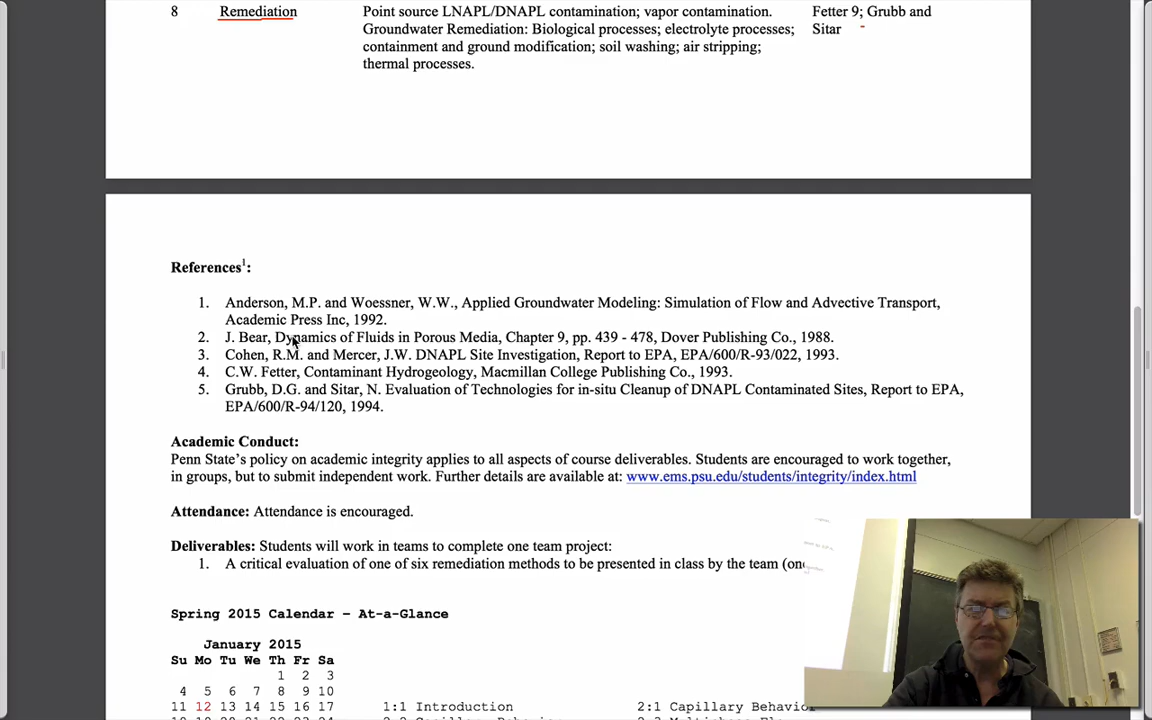 8 Remediation Point source LNAPL/DNAPL contamination; vapor contamination. Fetter 9; Grubb and
Groundwater Remediation: Biological processes; electrolyte processes; Sitar
containment and ground modification; soil washing; air stripping;
thermal processes.
References1:
1. Anderson, M.P. and Woessner, W.W., Applied Groundwater Modeling: Simulation of Flow and Advective Transport,
Academic Press Inc, 1992.
2. J. Bear, Dynamics of Fluids in Porous Media, Chapter 9, pp. 439 - 478, Dover Publishing Co., 1988.
3. Cohen, R.M. and Mercer, J.W. DNAPL Site Investigation, Report to EPA, EPA/600/R-93/022, 1993.
4. C.W. Fetter, Contaminant Hydrogeology, Macmillan College Publishing Co., 1993.
5. Grubb, D.G. and Sitar, N. Evaluation of Technologies for in-situ Cleanup of DNAPL Contaminated Sites, Report to EPA,
EPA/600/R-94/120, 1994.
Academic Conduct:
Penn State's policy on academic integrity applies to all aspects of course deliverables. Students are encouraged to work together,
in groups, but to submit independent work. Further details are available at: www.ems.psu.edu/students/integrity/index.html
Attendance: Attendance is encouraged.
Deliverables: Students will work in teams to complete one team project:
1. A critical evaluation of one of six remediation methods to be presented in class by the team (one
Spring 2015 Calendar – At-a-Glance
January 2015
Su Mo Tu We Th Fr Sa
1 2 3
4 5 6 7 8 9 10
11 12 13 14 15 16 17 1:1 Introduction 2:1 Capillary Behavior